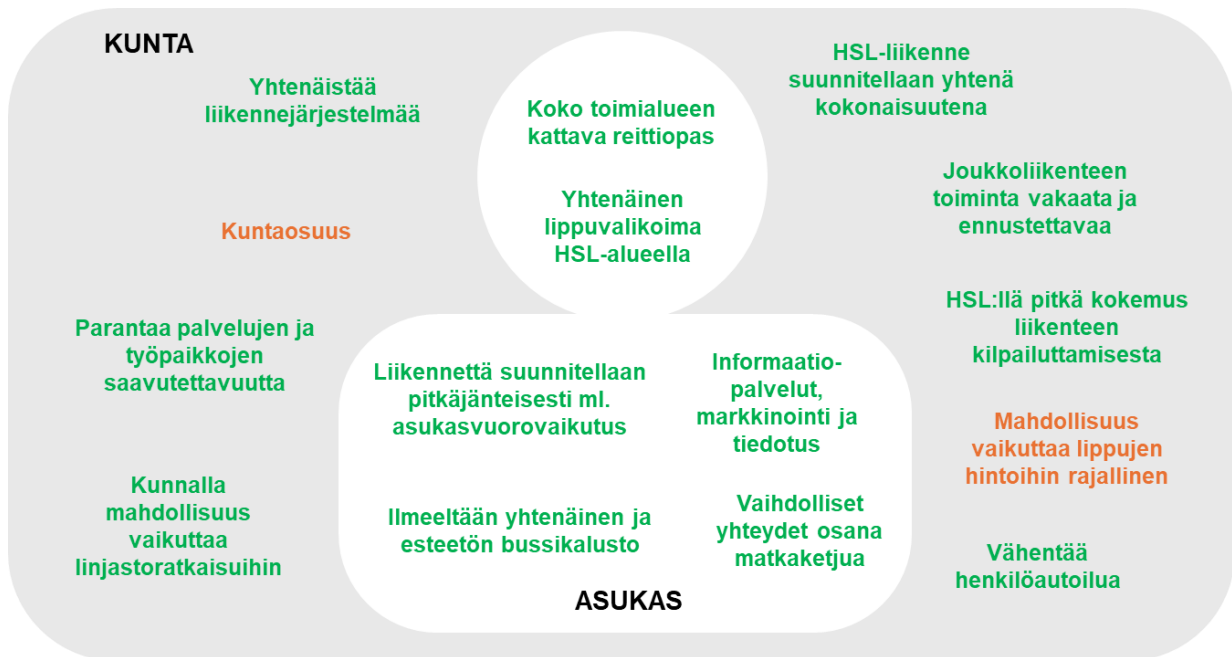 KUNTA
Yhtenäistää
liikennejärjestelmää
Kuntaosuus
Parantaa palvelujen ja
työpaikkojen
saavutettavuutta
Kunnalla
mahdollisuus
vaikuttaa
linjastoratkaisuihin
Koko toimialueen
kattava reittiopas
Yhtenäinen
lippuvalikoima
HSL-alueella
Liikennettä suunnitellaan
pitkäjänteisesti ml.
asukasvuorovaikutus
Informaatio-
palvelut,
markkinointi ja
tiedotus
Ilmeeltään yhtenäinen ja
esteetön bussikalusto
Vaihdolliset
yhteydet osana
matkaketjua
ASUKAS
HSL-liikenne
suunnitellaan yhtenä
kokonaisuutena
Joukkoliikenteen
toiminta vakaata ja
ennustettavaa
HSL:llä pitkä kokemus
liikenteen
kilpailuttamisesta
Mahdollisuus
vaikuttaa lippujen
hintoihin rajallinen
Vähentää
henkilöautoilua